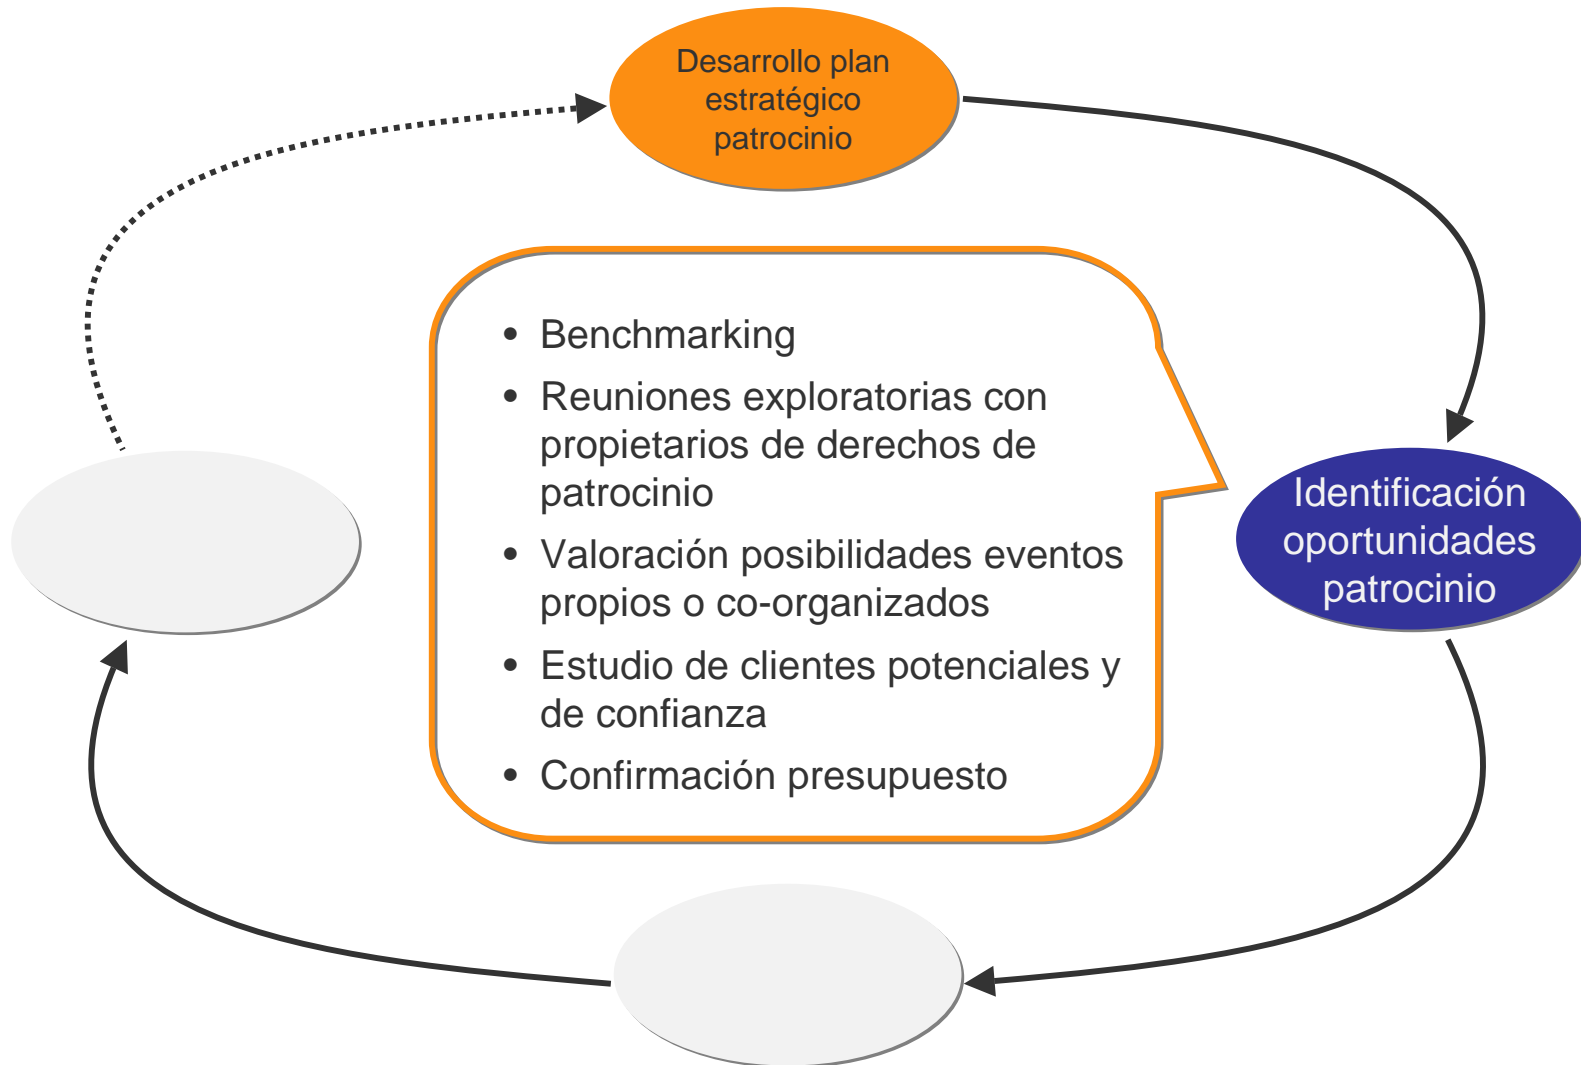 Desarrollo plan
estratégico
patrocinio
• Benchmarking
• Reuniones exploratorias con
propietarios de derechos de
patrocinio
• Valoración posibilidades eventos
propios o co-organizados
• Estudio de clientes potenciales y
de confianza
• Confirmación presupuesto
Identificación
oportunidades
patrocinio